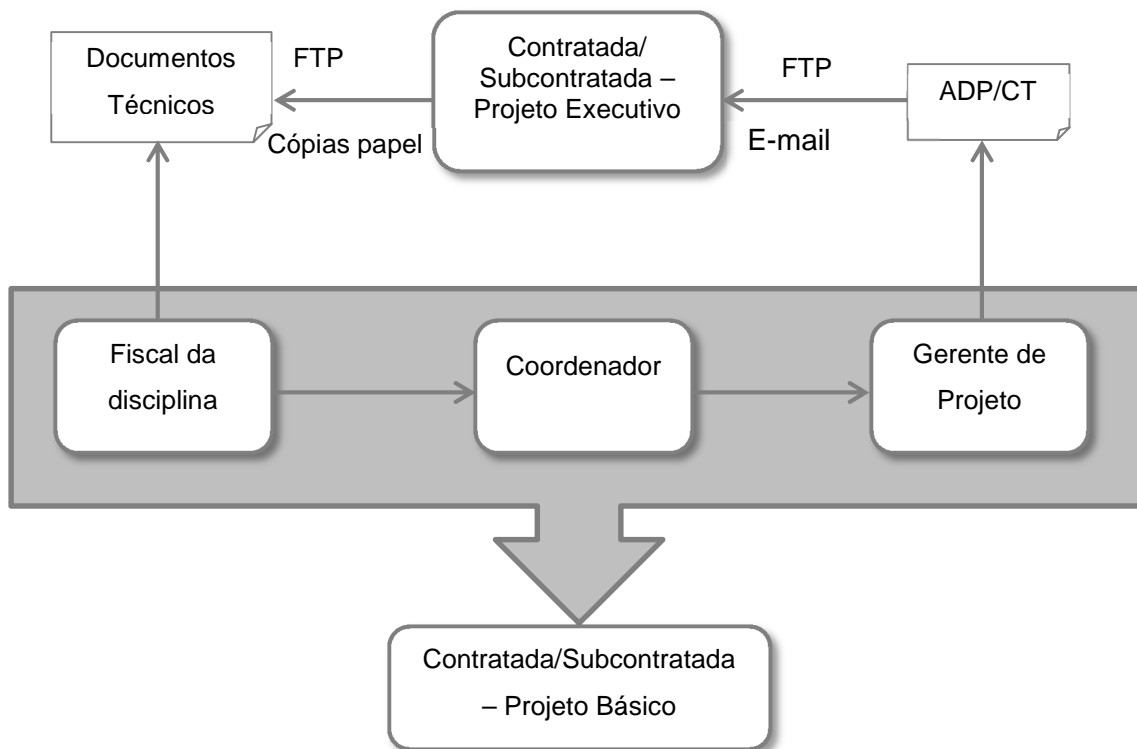 Documentos
Técnicos
FTP
Cópias papel
Contratada/
Subcontratada –
Projeto Executivo
FTP
E-mail
ADP/CT
Fiscal da
disciplina
Coordenador
Gerente de
Projeto
Contratada/Subcontratada
– Projeto Básico